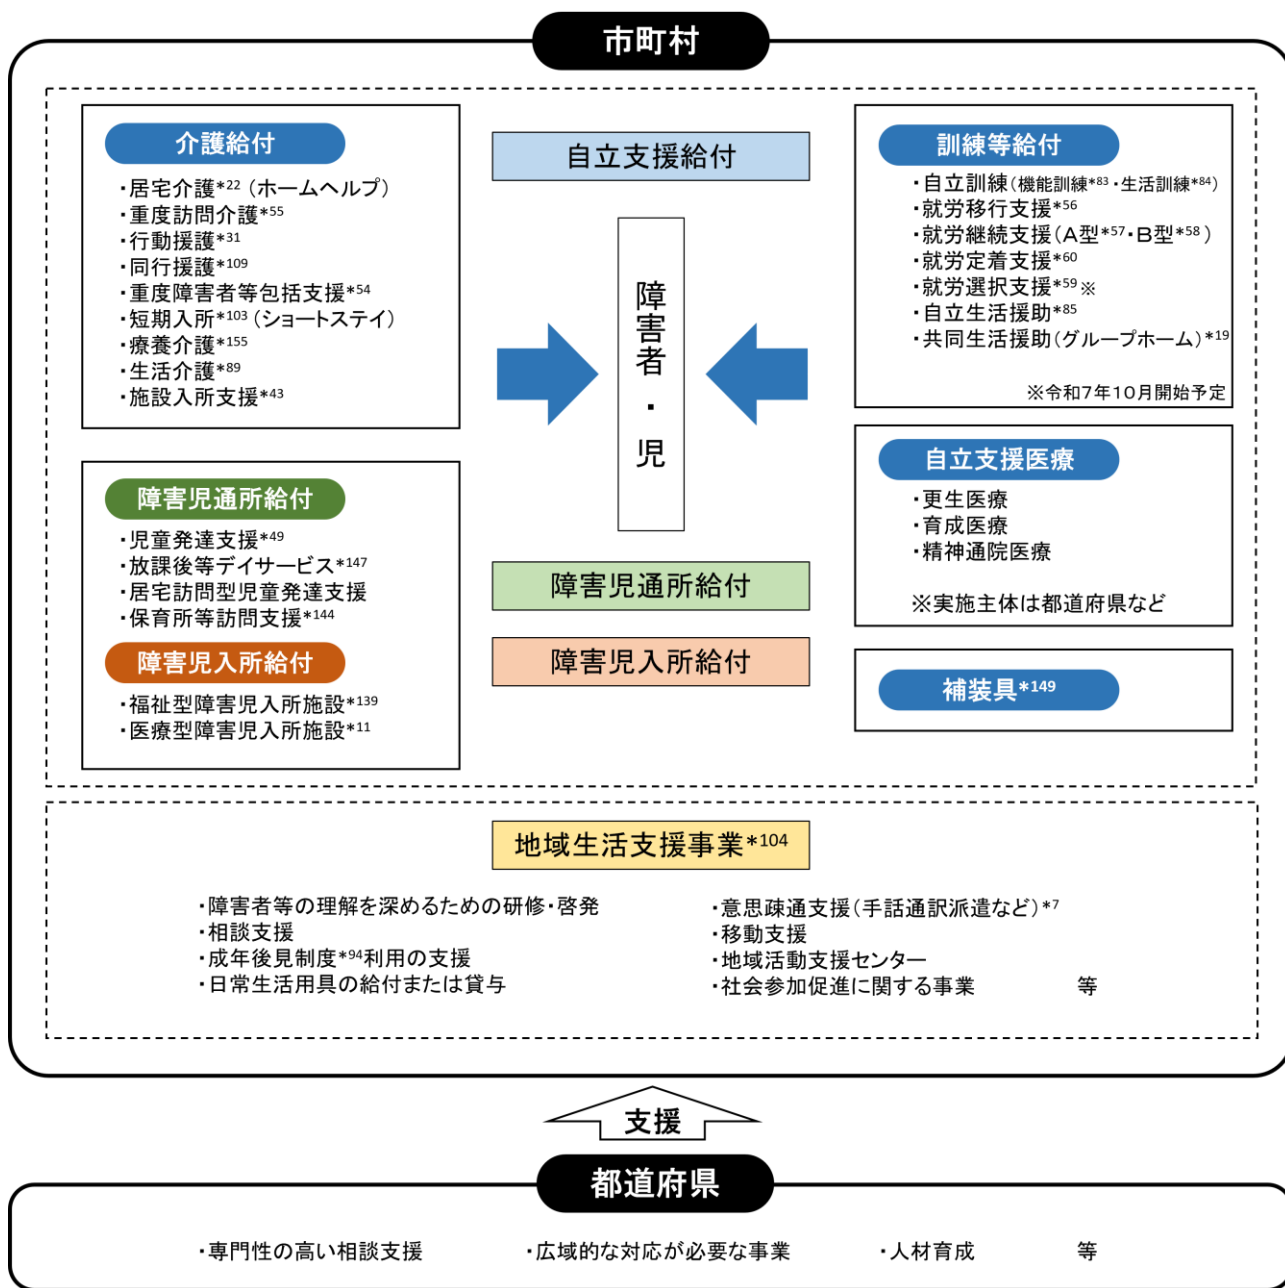 市町村
介護給付
・居宅介護*22 (ホームヘルプ)
・重度訪問介護*55
・行動援護*31
・同行援護*109
・重度障害者等包括支援*54
・短期入所*103 (ショートステイ)
・療養介護*155
・生活介護*89
・施設入所支援*43
障害児通所給付
・児童発達支援*49
・放課後等デイサービス*147
・居宅訪問型児童発達支援
・保育所等訪問支援*144
障害児入所給付
・福祉型障害児入所施設*139
・医療型障害児入所施設*11
自立支援給付
障害者・児
障害児通所給付
障害児入所給付
訓練等給付
・自立訓練(機能訓練*83・生活訓練*84)
・就労移行支援*56
・就労継続支援(A型*57・B型*58)
・就労定着支援*60
・就労選択支援*59※
・自立生活援助*85
・共同生活援助(グループホーム)*19
※令和7年10月開始予定
自立支援医療
・更生医療
・育成医療
・精神通院医療
※実施主体は都道府県など
補装具*149
地域生活支援事業*104
・障害者等の理解を深めるための研修・啓発
・相談支援
・成年後見制度*94利用の支援
・日常生活用具の給付または貸与
・意思疎通支援(手話通訳派遣など)*7
・移動支援
・地域活動支援センター
・社会参加促進に関する事業 等
支援
都道府県
・専門性の高い相談支援 ・広域的な対応が必要な事業 ・人材育成 等